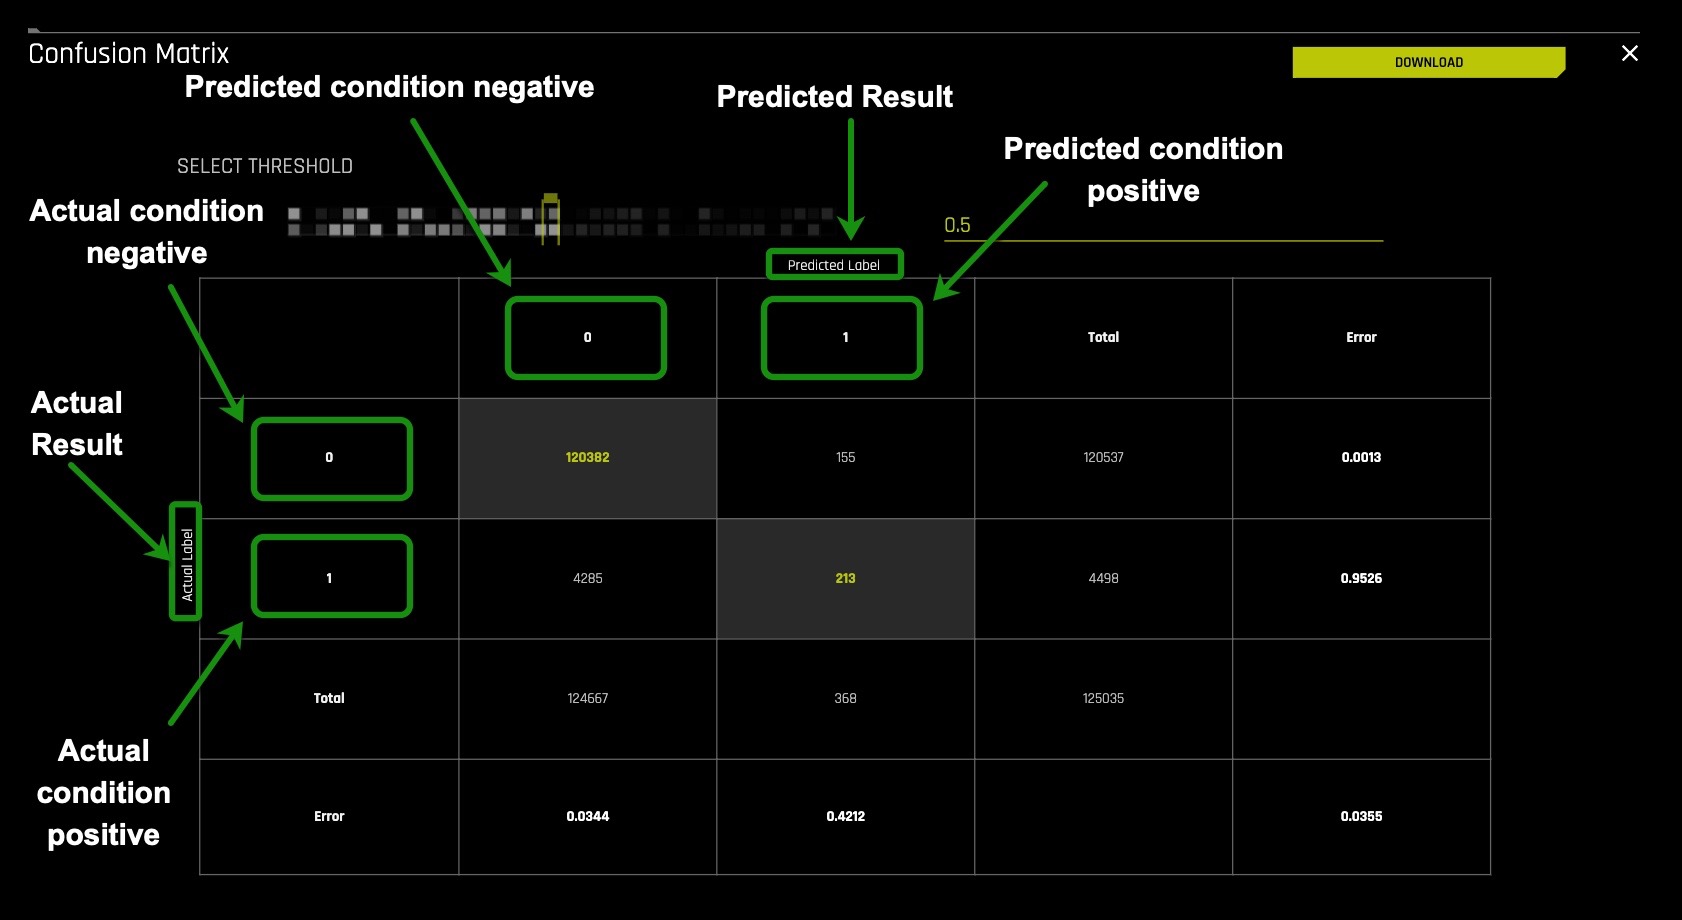 Confusion Matrix
DOWNLOAD
Predicted condition negative
Predicted Result
Predicted condition
positive
SELECT THRESHOLD
Actual condition
negative
0.5
Predicted Label
0 1 Total Error
Actual
Result
0 120382 155 120537 0.0013
Actual Label
1 4285 213 4498 0.9526
Total 124667 368 125035
Actual
condition
positive
Error 0.0344 0.4212 0.0355